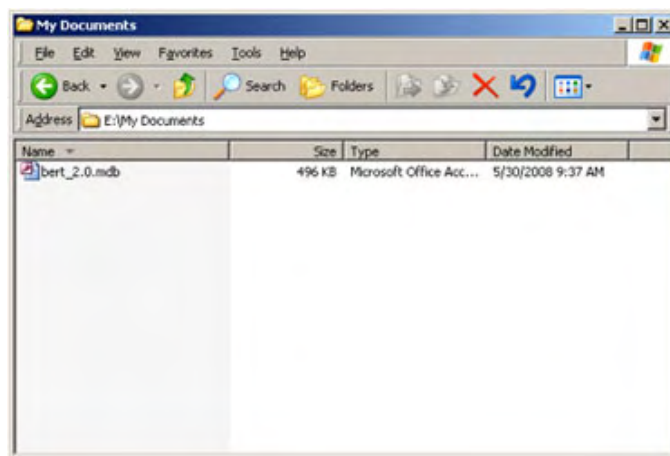 My Documents
File Edit View Favorites Tools Help
Back Search Folders
Address E:\My Documents
Name Size Type Date Modified
bert_2.0.mdb 496 KB Microsoft Office Acc... 5/30/2008 9:37 AM